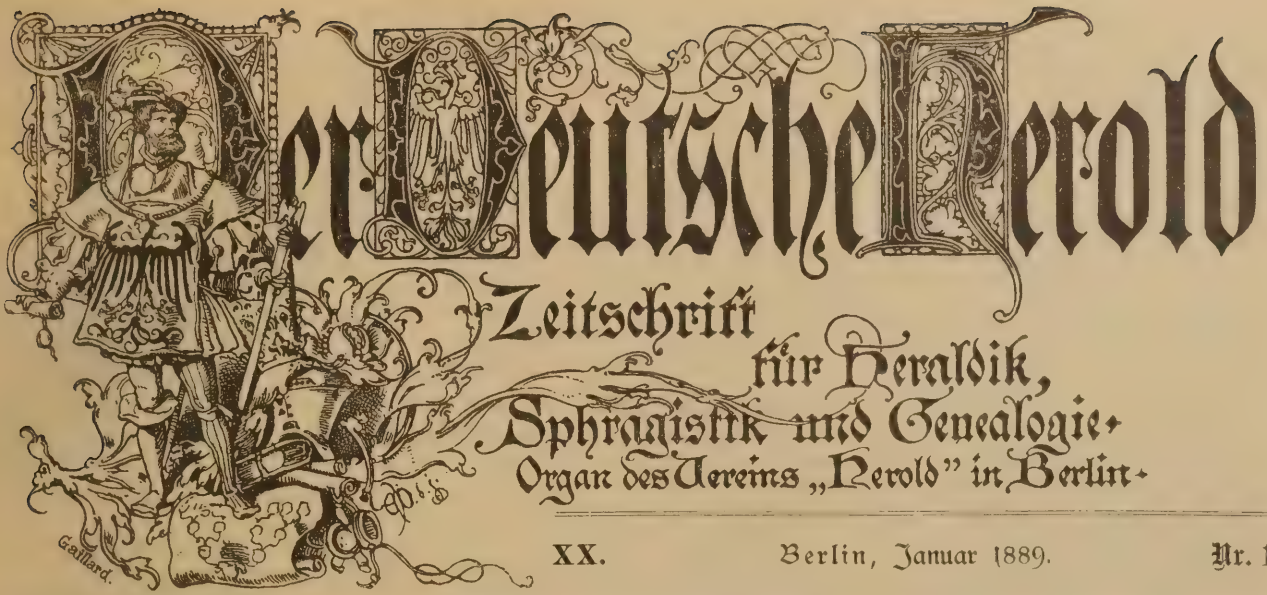 Der Deutsche Herold
Zeitschrift
für Heraldik,
Sphragistik und Genealogie.
Organ des Vereins „Herold” in Berlin.
Gaillard.
XX. Berlin, Januar 1889. Nr. 1